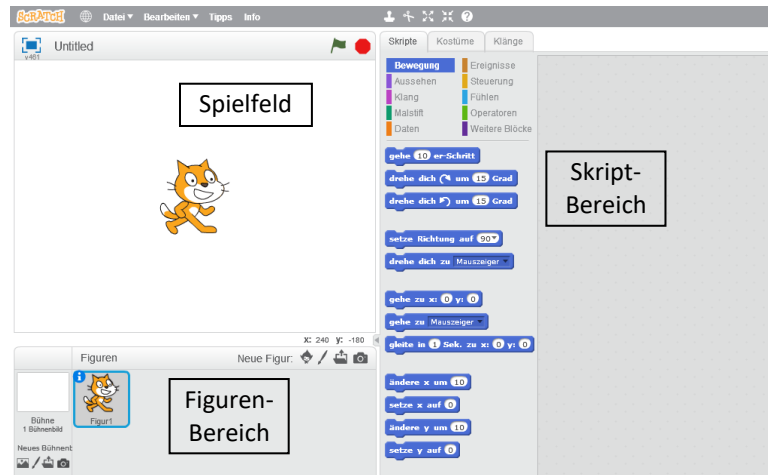 SCRATCH Datei Bearbeiten Tipps Info
Untitled
v461
Spielfeld
X: 240 y: -180
Figuren
Neue Figur:
Bühne
1 Bühnenbild
Figur1
Neues Bühnenb
Figuren-
Bereich
Skripte Kostüme Klänge
Bewegung Ereignisse
Aussehen Steuerung
Klang Fühlen
Malstift Operatoren
Daten Weitere Blöcke
gehe 10 er-Schritt
drehe dich um 15 Grad
drehe dich um 15 Grad
setze Richtung auf 90
drehe dich zu Mauszeiger
gehe zu x: 0 y: 0
gehe zu Mauszeiger
gleite in 1 Sek. zu x: 0 y: 0
ändere x um 10
setze x auf 0
ändere y um 10
setze y auf 0
Skript-
Bereich